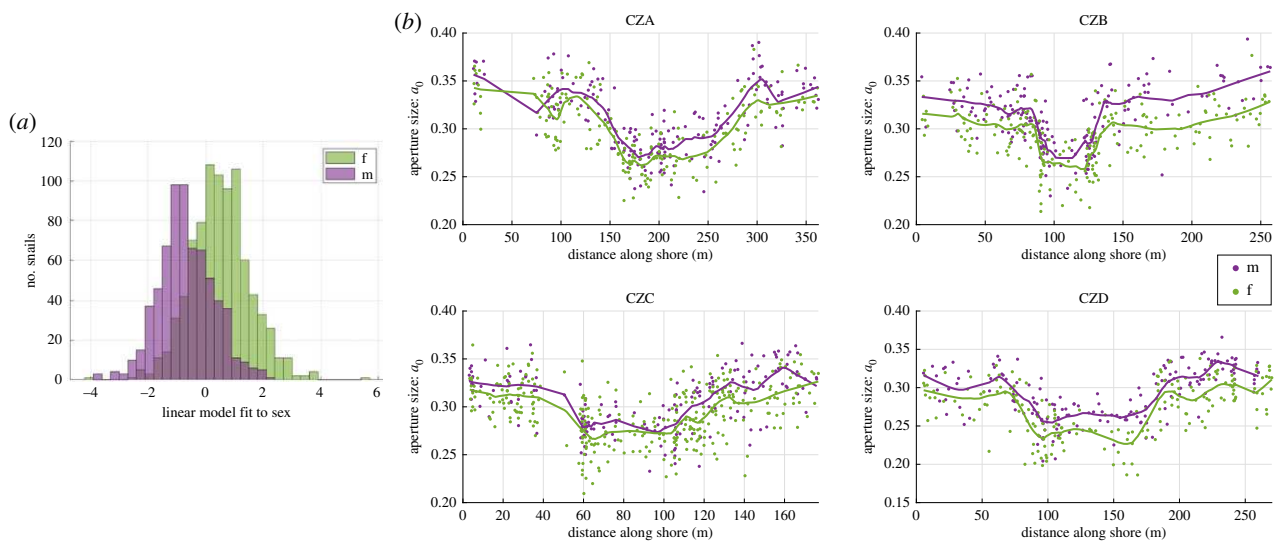 (a)
120
100
80
60
40
20
0
no. snails
f
m
–4
–2
0
2
4
6
linear model fit to sex
(b)
CZA
0.40
0.35
0.30
0.25
0.20
aperture size: a0
0 50 100 150 200 250 300 350
distance along shore (m)
CZB
0.40
0.35
0.30
0.25
0.20
aperture size: a0
0 50 100 150 200 250
distance along shore (m)
m
f
CZC
0.40
0.35
0.30
0.25
0.20
aperture size: a0
0 20 40 60 80 100 120 140 160
distance along shore (m)
CZD
0.40
0.35
0.30
0.25
0.20
0.15
aperture size: a0
0 50 100 150 200 250
distance along shore (m)